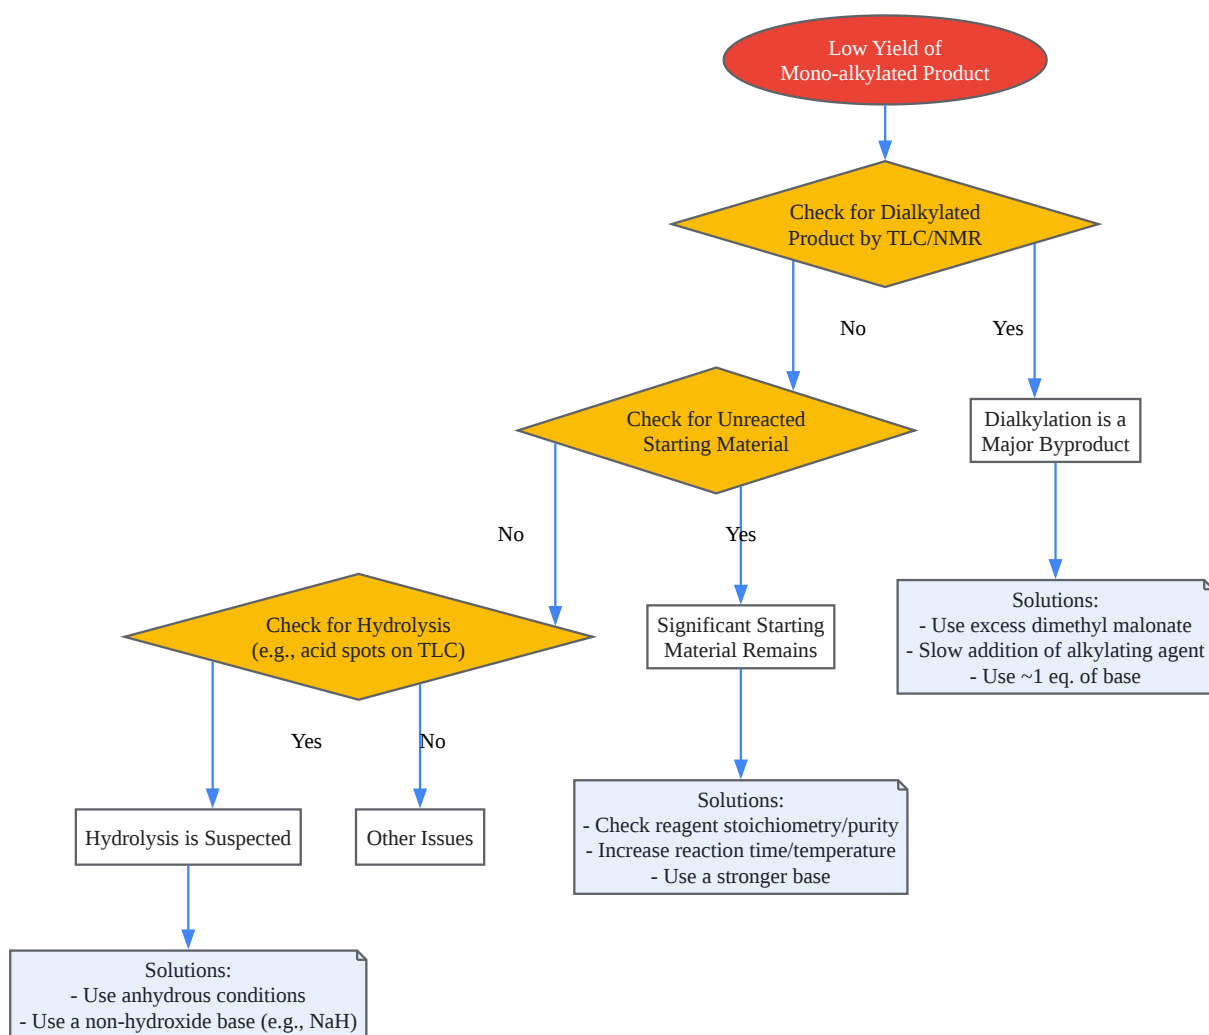 Low Yield of
Mono-alkylated Product
Check for Dialkylated
Product by TLC/NMR
No
Yes
Check for Unreacted
Starting Material
Dialkylation is a
Major Byproduct
No
Yes
Solutions:
- Use excess dimethyl malonate
- Slow addition of alkylating agent
- Use ~1 eq. of base
Check for Hydrolysis
(e.g., acid spots on TLC)
Significant Starting
Material Remains
Yes
No
Solutions:
- Check reagent stoichiometry/purity
- Increase reaction time/temperature
- Use a stronger base
Hydrolysis is Suspected
Other Issues
Solutions:
- Use anhydrous conditions
- Use a non-hydroxide base (e.g., NaH)